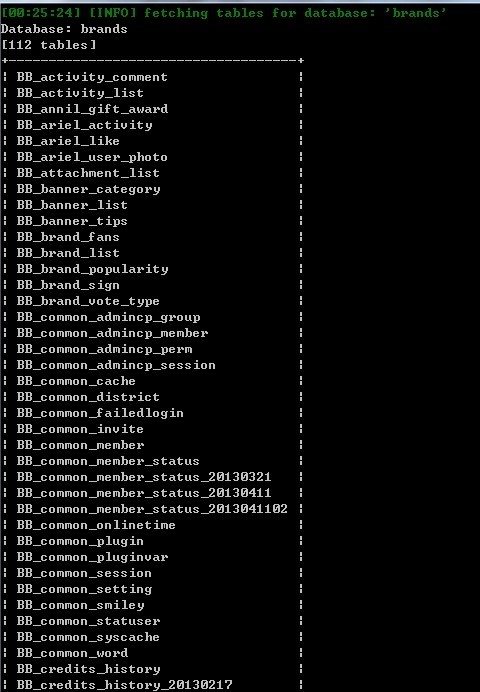 [00:25:24] [INFO] fetching tables for database: 'brands'
Database: brands
[112 tables]
+------------------------------------+
¦ BB_activity_comment ¦
¦ BB_activity_list ¦
¦ BB_annil_gift_award ¦
¦ BB_ariel_activity ¦
¦ BB_ariel_like ¦
¦ BB_ariel_user_photo ¦
¦ BB_attachment_list ¦
¦ BB_banner_category ¦
¦ BB_banner_list ¦
¦ BB_banner_tips ¦
¦ BB_brand_fans ¦
¦ BB_brand_list ¦
¦ BB_brand_popularity ¦
¦ BB_brand_sign ¦
¦ BB_brand_vote_type ¦
¦ BB_common_admincp_group ¦
¦ BB_common_admincp_member ¦
¦ BB_common_admincp_perm ¦
¦ BB_common_admincp_session ¦
¦ BB_common_cache ¦
¦ BB_common_district ¦
¦ BB_common_failedlogin ¦
¦ BB_common_invite ¦
¦ BB_common_member ¦
¦ BB_common_member_status ¦
¦ BB_common_member_status_20130321 ¦
¦ BB_common_member_status_20130411 ¦
¦ BB_common_member_status_2013041102 ¦
¦ BB_common_onlinetime ¦
¦ BB_common_plugin ¦
¦ BB_common_pluginvar ¦
¦ BB_common_session ¦
¦ BB_common_setting ¦
¦ BB_common_smiley ¦
¦ BB_common_statuser ¦
¦ BB_common_syscache ¦
¦ BB_common_word ¦
¦ BB_credits_history ¦
¦ BB_credits_history_20130217 ¦